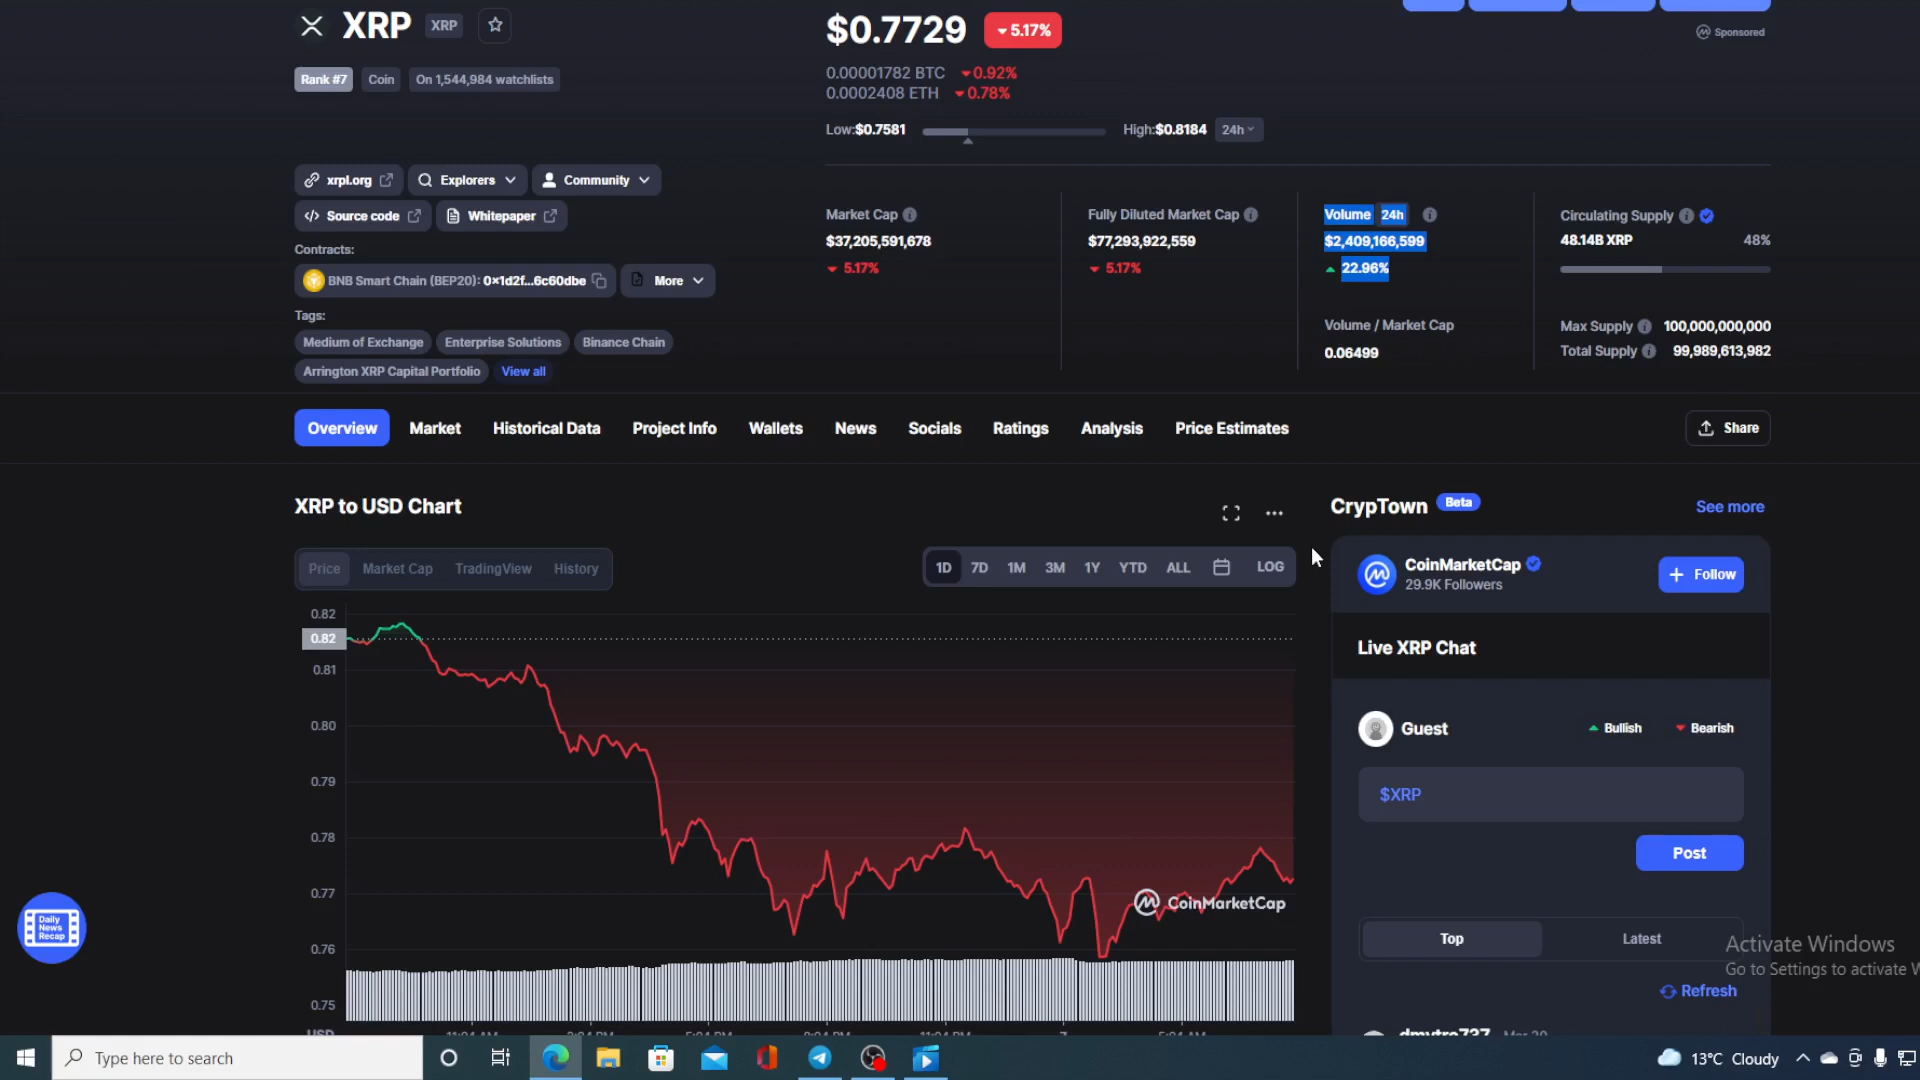 XRP XRP
$0.7729 5.17%
Sponsored
Rank #7 Coin On 1,544,984 watchlists
0.00001782 BTC 0.92%
0.0002408 ETH 0.78%
Low:$0.7581 High:$0.8184 24h
xrpl.org Explorers Community
Source code Whitepaper
Contracts:
BNB Smart Chain (BEP20): 0x1d2f...6c60dbe More
Tags:
Medium of Exchange Enterprise Solutions Binance Chain
Arrington XRP Capital Portfolio View all
Market Cap
$37,205,591,678
5.17%
Fully Diluted Market Cap
$77,293,922,559
5.17%
Volume 24h
$2,409,166,599
22.96%
Volume / Market Cap
0.06499
Circulating Supply
48.14B XRP 48%
Max Supply 100,000,000,000
Total Supply 99,989,613,982
Overview Market Historical Data Project Info Wallets News Socials Ratings Analysis Price Estimates Share
XRP to USD Chart
Price Market Cap TradingView History
1D 7D 1M 3M 1Y YTD ALL LOG
0.82
0.82
0.81
0.80
0.79
0.78
0.77
0.76
0.75
USD
CoinMarketCap
CrypTown Beta See more
CoinMarketCap
29.9K Followers
Follow
Live XRP Chat
Guest Bullish Bearish
$XRP
Post
Top Latest
Refresh
dmytro737 Mar 20
Daily
News
Recap
Activate Windows
Go to Settings to activate W
Type here to search
13°C Cloudy